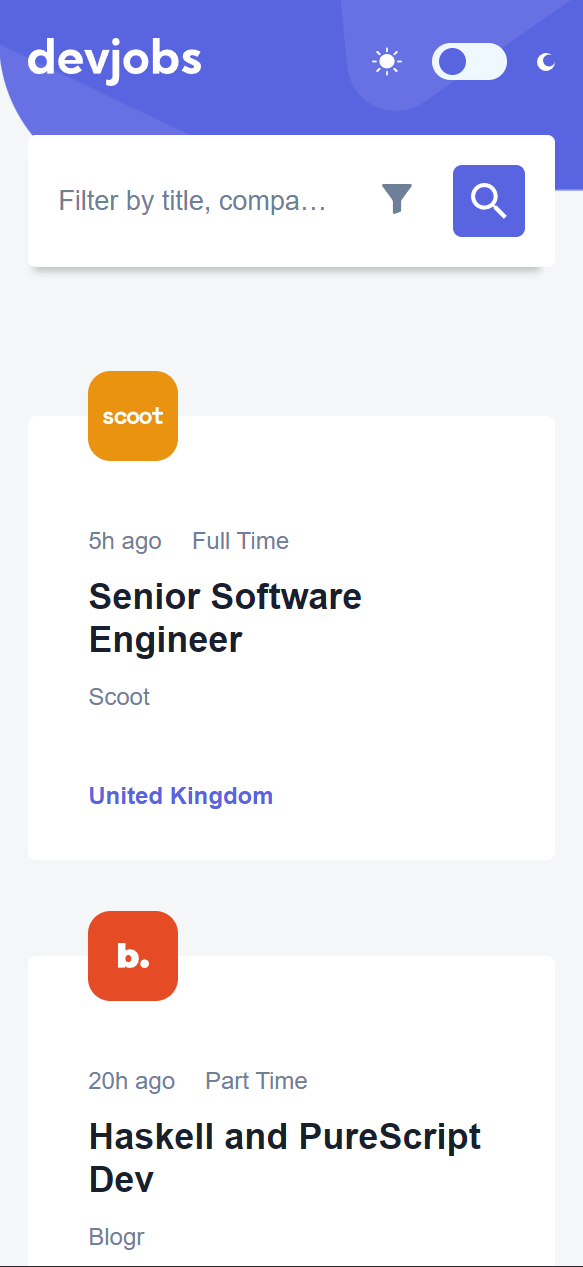 devjobs
Filter by title, compa…
scoot
5h ago Full Time
Senior Software
Engineer
Scoot
United Kingdom
b.
20h ago Part Time
Haskell and PureScript
Dev
Blogr